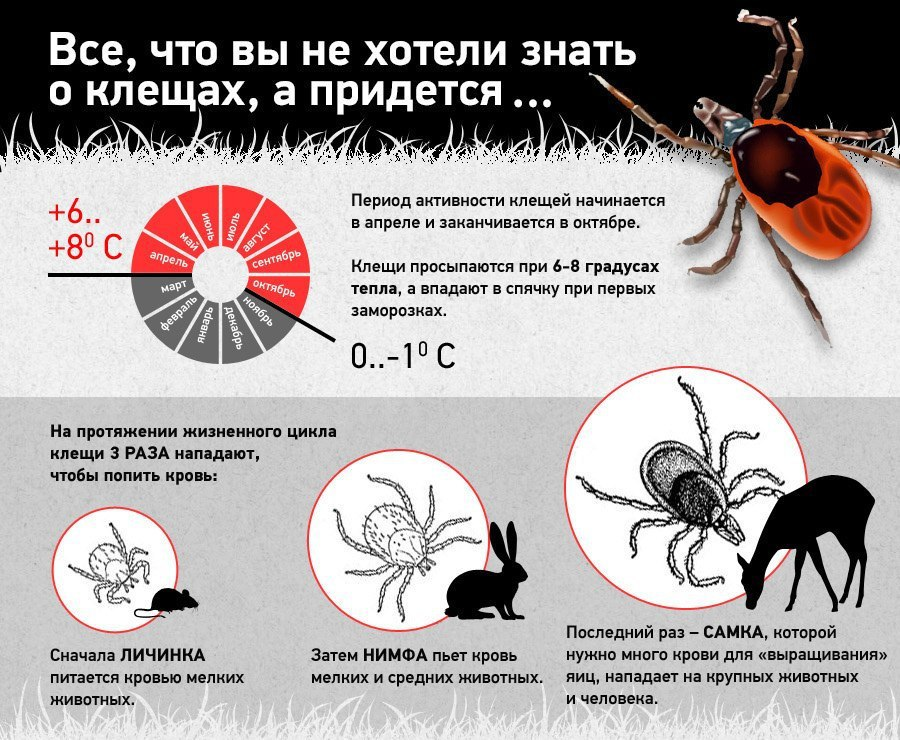 Все, что вы не хотели знать
о клещах, а придется ...
+6..
+8⁰ С
январь
февраль
март
апрель
май
июнь
июль
август
сентябрь
октябрь
ноябрь
декабрь
Период активности клещей начинается
в апреле и заканчивается в октябре.
Клещи просыпаются при 6-8 градусах
тепла, а впадают в спячку при первых
заморозках.
0..-1⁰ С
На протяжении жизненного цикла
клещи 3 РАЗА нападают,
чтобы попить кровь:
Сначала ЛИЧИНКА
питается кровью мелких
животных.
Затем НИМФА пьет кровь
мелких и средних животных.
Последний раз – САМКА, которой
нужно много крови для «выращивания»
яиц, нападает на крупных животных
и человека.